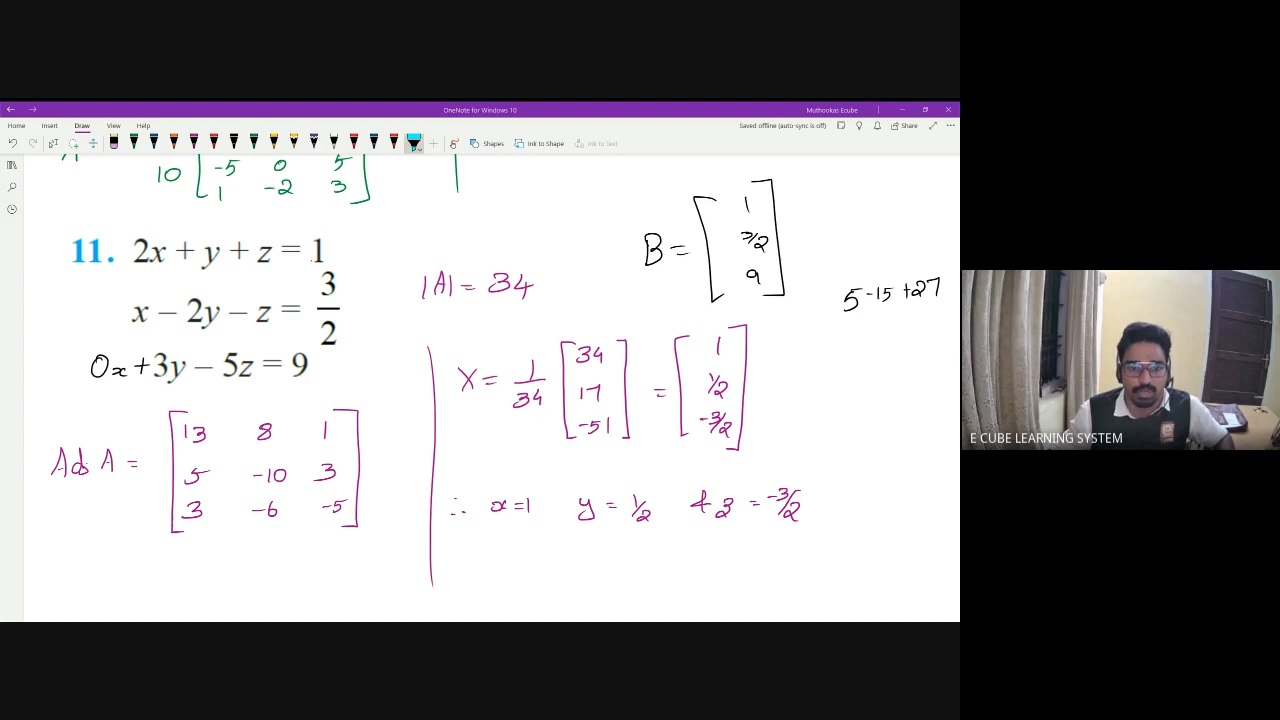 OneNote for Windows 10
Muthookas Ecube
Home Insert Draw View Help
Saved offline (auto-sync is off)
Share
Shapes
Ink to Shape
Ink to Text
10
-5 0 5
1 -2 3
11. 2x + y + z = 1
x − 2y − z = 3/2
0x + 3y − 5z = 9
|A| = 34
B = [1
3/2
9]
5 -15 +27
Adj A =
13 8 1
5 -10 3
3 -6 -5
X = 1/34 [34
17
-51]
= [1
1/2
-3/2]
∴ x = 1 y = 1/2 & z = -3/2
E CUBE LEARNING SYSTEM